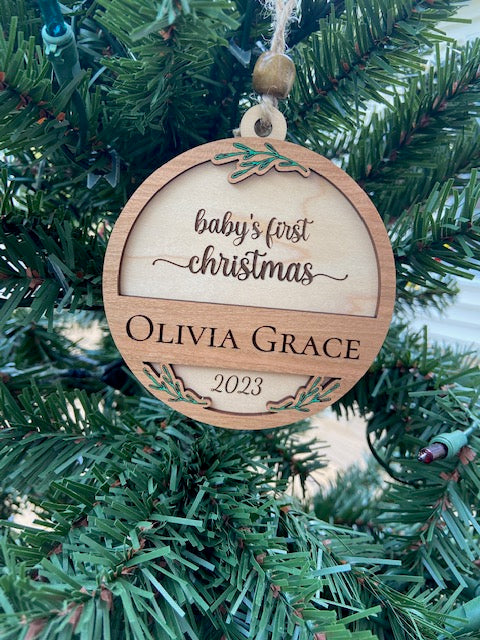 baby's first
christmas
OLIVIA GRACE
2023